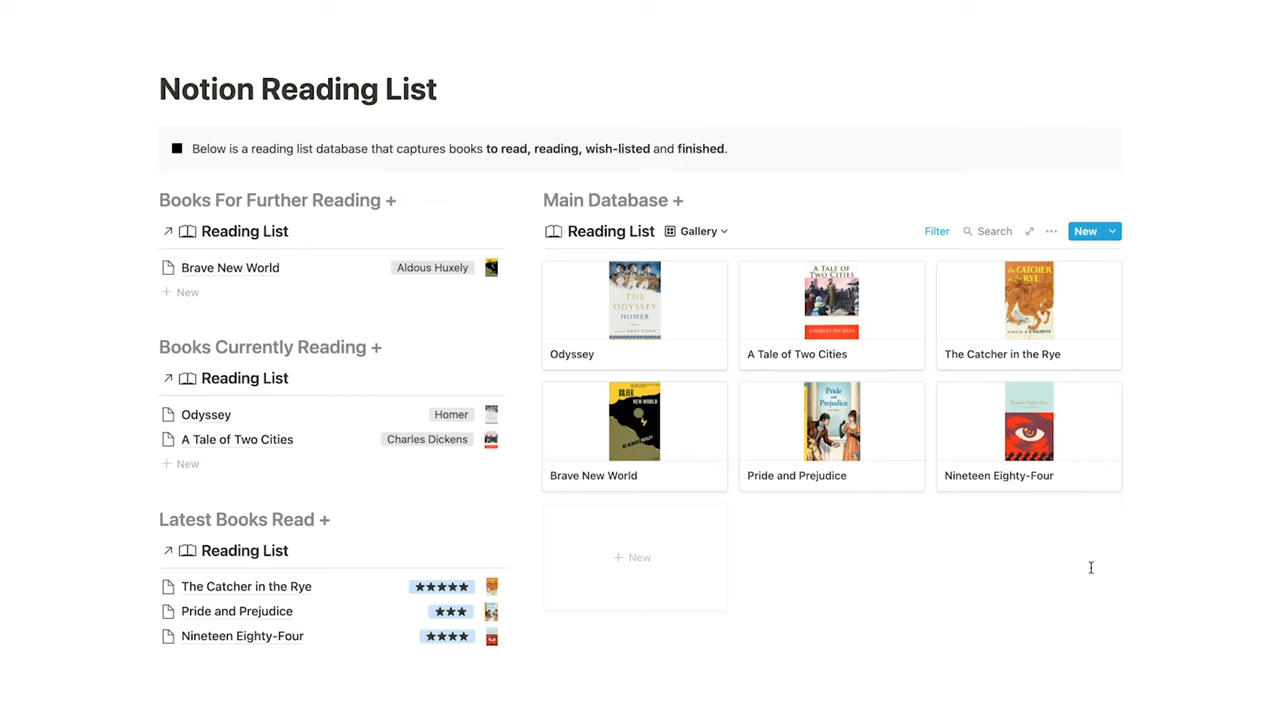 Notion Reading List
Below is a reading list database that captures books to read, reading, wish-listed and finished.
Books For Further Reading +
Reading List
Brave New World Aldous Huxely
+ New
Books Currently Reading +
Reading List
Odyssey Homer
A Tale of Two Cities Charles Dickens
+ New
Latest Books Read +
Reading List
The Catcher in the Rye ★★★★★
Pride and Prejudice ★★★
Nineteen Eighty-Four ★★★★
Main Database +
Reading List Gallery Filter Search ••• New
THE
ODYSSEY
HOMER
Odyssey
A TALE OF
TWO CITIES
CHARLES DICKENS
A Tale of Two Cities
the CATCHER
in the RYE
The Catcher in the Rye
BRAVE
NEW WORLD
Brave New World
Pride
and
Prejudice
Pride and Prejudice
Nineteen Eighty-Four
+ New